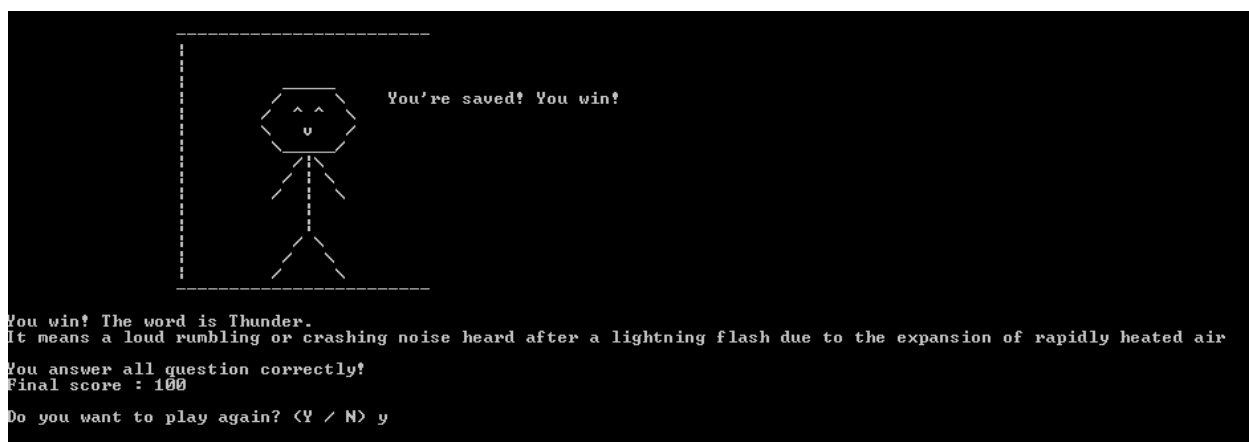 You're saved! You win!
You win! The word is Thunder.
It means a loud rumbling or crashing noise heard after a lightning flash due to the expansion of rapidly heated air
You answer all question correctly!
Final score : 100
Do you want to play again? (Y / N) y